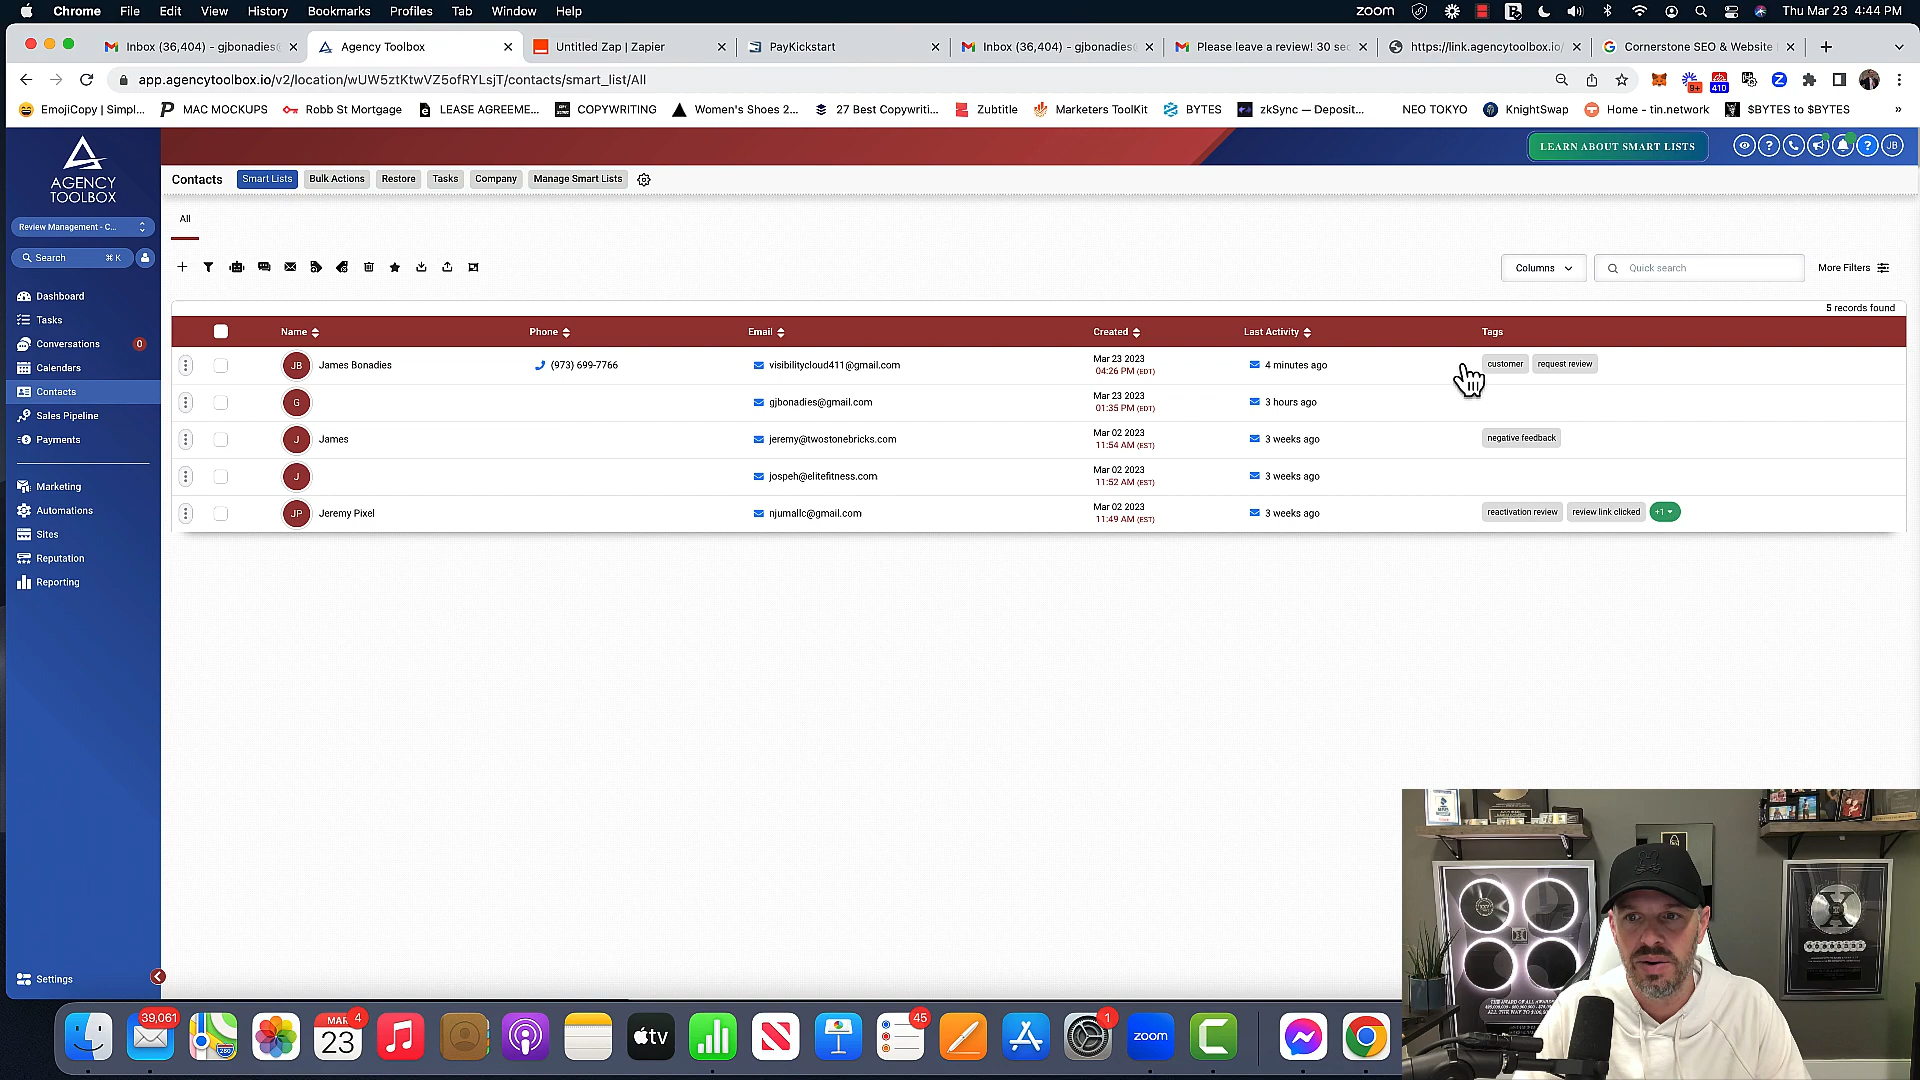 Chrome File Edit View History Bookmarks Profiles Tab Window Help zoom Thu Mar 23 4:44 PM
Inbox (36,404) - gjbonadies@ Agency Toolbox Untitled Zap | Zapier PayKickstart Inbox (36,404) - gjbonadies@ Please leave a review! 30 sec https://link.agencytoolbox.io/ Cornerstone SEO & Website
app.agencytoolbox.io/v2/location/wUW5ztKtwVZ5ofRYLsjT/contacts/smart_list/All
9+ 410
EmojiCopy | Simpl... MAC MOCKUPS Robb St Mortgage LEASE AGREEME... COPYWRITING Women's Shoes 2... 27 Best Copywriti... Zubtitle Marketers ToolKit BYTES zkSync — Deposit... NEO TOKYO KnightSwap Home - tin.network $BYTES to $BYTES »
AGENCY
TOOLBOX
LEARN ABOUT SMART LISTS
JB
Contacts Smart Lists Bulk Actions Restore Tasks Company Manage Smart Lists
Review Management - C...
Search ⌘ K
All
Columns Quick search More Filters
5 records found
Name Phone Email Created Last Activity Tags
JB James Bonadies (973) 699-7766 visibilitycloud411@gmail.com Mar 23 2023 04:26 PM (EDT) 4 minutes ago customer request review
G gjbonadies@gmail.com Mar 23 2023 01:35 PM (EDT) 3 hours ago
J James jeremy@twostonebricks.com Mar 02 2023 11:54 AM (EST) 3 weeks ago negative feedback
J jospeh@elitefitness.com Mar 02 2023 11:52 AM (EST) 3 weeks ago
JP Jeremy Pixel njumallc@gmail.com Mar 02 2023 11:49 AM (EST) 3 weeks ago reactivation review review link clicked +1
Dashboard
Tasks
Conversations 0
Calendars
Contacts
Sales Pipeline
Payments
Marketing
Automations
Sites
Reputation
Reporting
Settings
39,061 MAR 4 23 tv 45 1 zoom
280
X